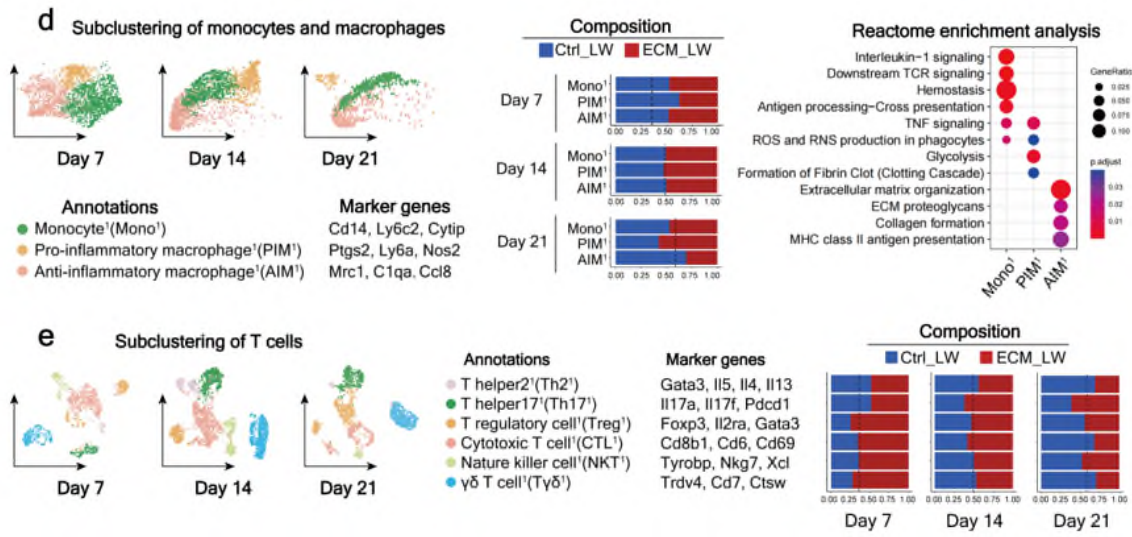 d
Subclustering of monocytes and macrophages
Day 7
Day 14
Day 21
Annotations
Monocyte¹(Mono¹)
Pro-inflammatory macrophage¹(PIM¹)
Anti-inflammatory macrophage¹(AIM¹)
Marker genes
Cd14, Ly6c2, Cytip
Ptgs2, Ly6a, Nos2
Mrc1, C1qa. Ccl8
Composition
Ctrl_LW
ECM_LW
Day 7
Mono¹
PIM¹
AIM¹
0.00 0.25 0.50 0.75 1.00
Day 14
Mono¹
PIM¹
AIM¹
0.00 0.25 0.50 0.75 1.00
Day 21
Mono¹
PIM¹
AIM¹
0.00 0.25 0.50 0.75 1.00
Reactome enrichment analysis
Interleukin-1 signaling
Downstream TCR signaling
Hemostasis
Antigen processing-Cross presentation
TNF signaling
ROS and RNS production in phagocytes
Glycolysis
Formation of Fibrin Clot (Clotting Cascade)
Extracellular matrix organization
ECM proteoglycans
Collagen formation
MHC class II antigen presentation
Mono¹
PIM¹
AIM¹
GeneRatio
0.025
0.050
0.075
0.100
p.adjust
0.03
0.02
0.01
e
Subclustering of T cells
Day 7
Day 14
Day 21
Annotations
T helper2¹(Th2¹)
T helper17¹(Th17¹)
T regulatory cell¹(Treg¹)
Cytotoxic T cell¹(CTL¹)
Nature killer cell¹(NKT¹)
γδ T cell¹(Tγδ¹)
Marker genes
Gata3, Il5, Il4, Il13
Il17a, Il17f, Pdcd1
Foxp3, Il2ra, Gata3
Cd8b1, Cd6, Cd69
Tyrobp, Nkg7, Xcl
Trdv4, Cd7, Ctsw
Composition
Ctrl_LW
ECM_LW
0.00 0.25 0.50 0.75 1.00
0.00 0.25 0.50 0.75 1.00
0.00 0.25 0.50 0.75 1.00
Day 7
Day 14
Day 21